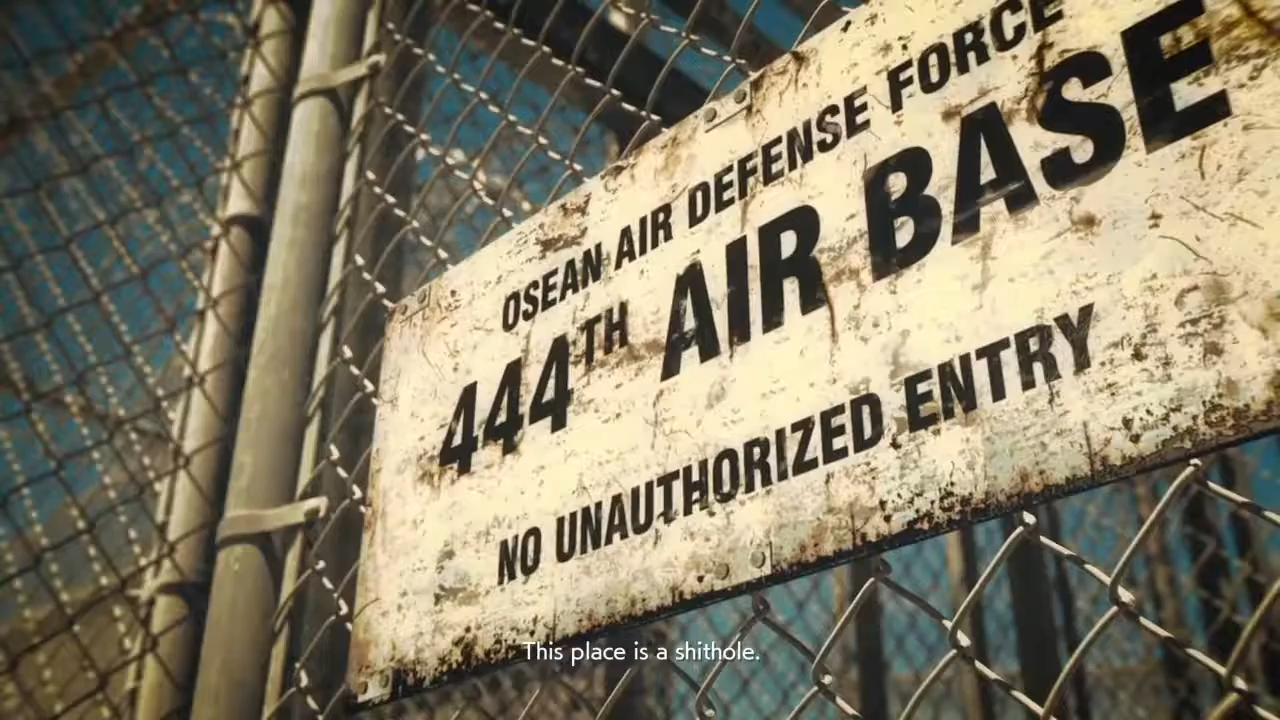 OSEAN AIR DEFENSE FORCE
444TH AIR BASE
NO UNAUTHORIZED ENTRY
This place is a shithole.